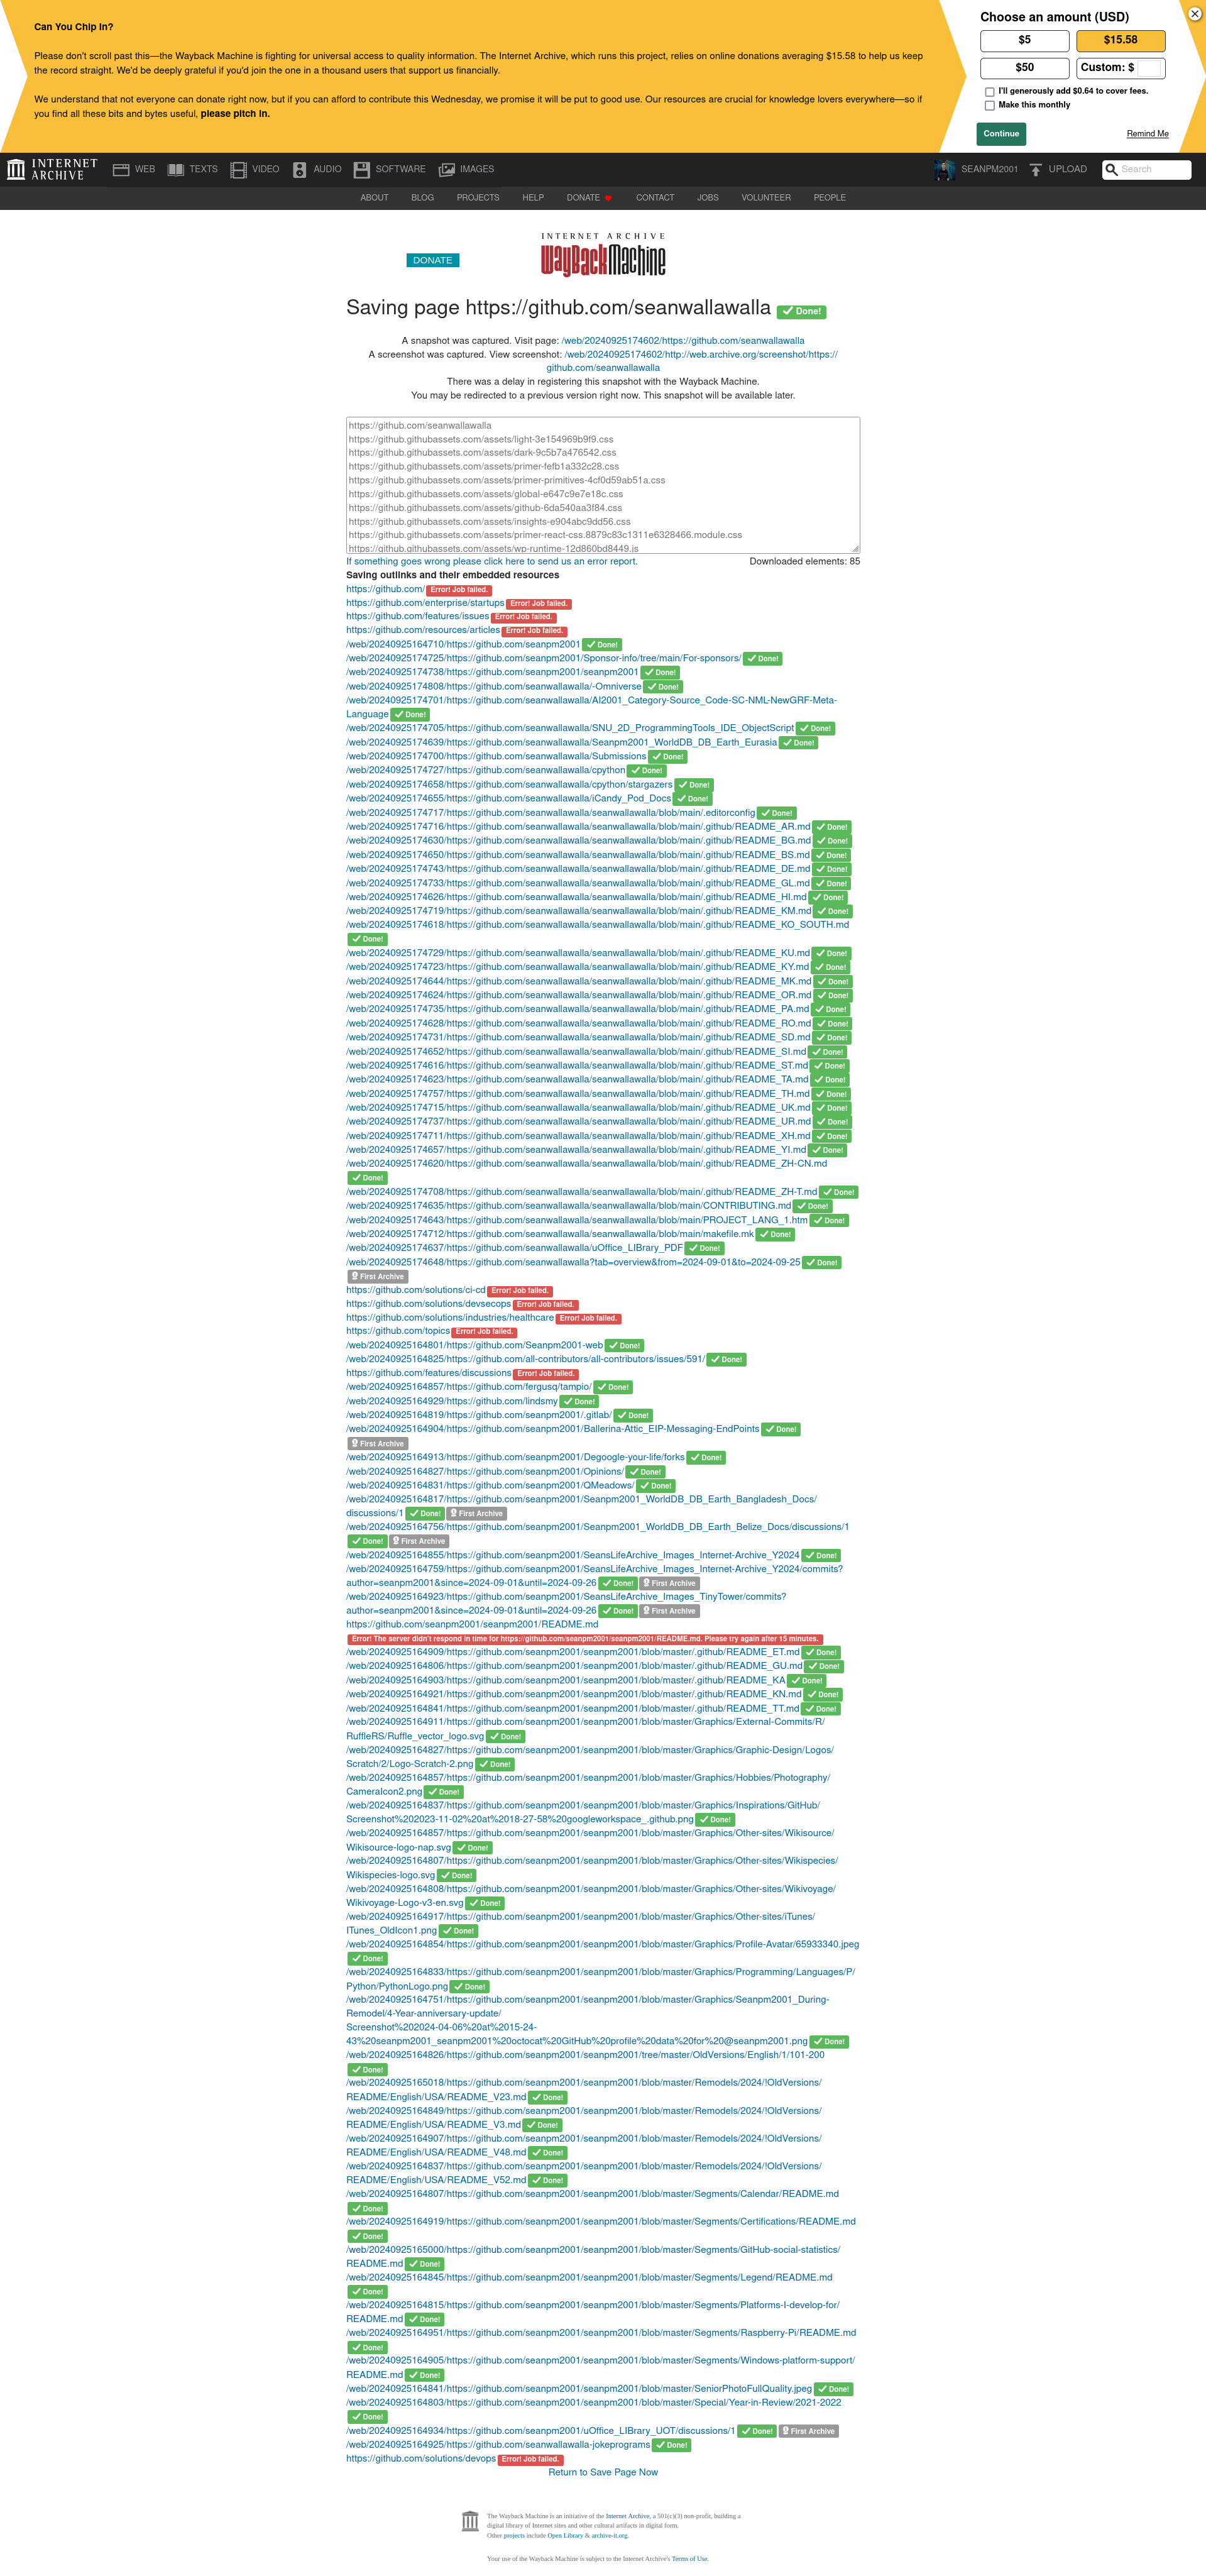 Can You Chip In?
Please don't scroll past this—the Wayback Machine is fighting for universal access to quality information. The Internet Archive, which runs this project, relies on online donations averaging $15.58 to help us keep
the record straight. We'd be deeply grateful if you'd join the one in a thousand users that support us financially.
We understand that not everyone can donate right now, but if you can afford to contribute this Wednesday, we promise it will be put to good use. Our resources are crucial for knowledge lovers everywhere—so if
you find all these bits and bytes useful, please pitch in.
Choose an amount (USD)
$5 $15.58
$50 Custom: $
I'll generously add $0.64 to cover fees.
Make this monthly
Continue Remind Me
INTERNET ARCHIVE WEB TEXTS VIDEO AUDIO SOFTWARE IMAGES SEANPM2001 UPLOAD Search
ABOUT BLOG PROJECTS HELP DONATE CONTACT JOBS VOLUNTEER PEOPLE
INTERNET ARCHIVE
DONATE WayBackMachine
Saving page https://github.com/seanwallawalla Done!
A snapshot was captured. Visit page: /web/20240925174602/https://github.com/seanwallawalla
A screenshot was captured. View screenshot: /web/20240925174602/http://web.archive.org/screenshot/https://
github.com/seanwallawalla
There was a delay in registering this snapshot with the Wayback Machine.
You may be redirected to a previous version right now. This snapshot will be available later.
https://github.com/seanwallawalla
https://github.githubassets.com/assets/light-3e154969b9f9.css
https://github.githubassets.com/assets/dark-9c5b7a476542.css
https://github.githubassets.com/assets/primer-fefb1a332c28.css
https://github.githubassets.com/assets/primer-primitives-4cf0d59ab51a.css
https://github.githubassets.com/assets/global-e647c9e7e18c.css
https://github.githubassets.com/assets/github-6da540aa3f84.css
https://github.githubassets.com/assets/insights-e904abc9dd56.css
https://github.githubassets.com/assets/primer-react-css.8879c83c1311e6328466.module.css
https://github.githubassets.com/assets/wp-runtime-12d860bd8449.js
If something goes wrong please click here to send us an error report. Downloaded elements: 85
Saving outlinks and their embedded resources
https://github.com/ Error! Job failed.
https://github.com/enterprise/startups Error! Job failed.
https://github.com/features/issues Error! Job failed.
https://github.com/resources/articles Error! Job failed.
/web/20240925164710/https://github.com/seanpm2001 Done!
/web/20240925174725/https://github.com/seanpm2001/Sponsor-info/tree/main/For-sponsors/ Done!
/web/20240925174738/https://github.com/seanpm2001/seanpm2001 Done!
/web/20240925174808/https://github.com/seanwallawalla/-Omniverse Done!
/web/20240925174701/https://github.com/seanwallawalla/AI2001_Category-Source_Code-SC-NML-NewGRF-Meta-
Language Done!
/web/20240925174705/https://github.com/seanwallawalla/SNU_2D_ProgrammingTools_IDE_ObjectScript Done!
/web/20240925174639/https://github.com/seanwallawalla/Seanpm2001_WorldDB_DB_Earth_Eurasia Done!
/web/20240925174700/https://github.com/seanwallawalla/Submissions Done!
/web/20240925174727/https://github.com/seanwallawalla/cpython Done!
/web/20240925174658/https://github.com/seanwallawalla/cpython/stargazers Done!
/web/20240925174655/https://github.com/seanwallawalla/iCandy_Pod_Docs Done!
/web/20240925174717/https://github.com/seanwallawalla/seanwallawalla/blob/main/.editorconfig Done!
/web/20240925174716/https://github.com/seanwallawalla/seanwallawalla/blob/main/.github/README_AR.md Done!
/web/20240925174630/https://github.com/seanwallawalla/seanwallawalla/blob/main/.github/README_BG.md Done!
/web/20240925174650/https://github.com/seanwallawalla/seanwallawalla/blob/main/.github/README_BS.md Done!
/web/20240925174743/https://github.com/seanwallawalla/seanwallawalla/blob/main/.github/README_DE.md Done!
/web/20240925174733/https://github.com/seanwallawalla/seanwallawalla/blob/main/.github/README_GL.md Done!
/web/20240925174626/https://github.com/seanwallawalla/seanwallawalla/blob/main/.github/README_HI.md Done!
/web/20240925174719/https://github.com/seanwallawalla/seanwallawalla/blob/main/.github/README_KM.md Done!
/web/20240925174618/https://github.com/seanwallawalla/seanwallawalla/blob/main/.github/README_KO_SOUTH.md
Done!
/web/20240925174729/https://github.com/seanwallawalla/seanwallawalla/blob/main/.github/README_KU.md Done!
/web/20240925174723/https://github.com/seanwallawalla/seanwallawalla/blob/main/.github/README_KY.md Done!
/web/20240925174644/https://github.com/seanwallawalla/seanwallawalla/blob/main/.github/README_MK.md Done!
/web/20240925174624/https://github.com/seanwallawalla/seanwallawalla/blob/main/.github/README_OR.md Done!
/web/20240925174735/https://github.com/seanwallawalla/seanwallawalla/blob/main/.github/README_PA.md Done!
/web/20240925174628/https://github.com/seanwallawalla/seanwallawalla/blob/main/.github/README_RO.md Done!
/web/20240925174731/https://github.com/seanwallawalla/seanwallawalla/blob/main/.github/README_SD.md Done!
/web/20240925174652/https://github.com/seanwallawalla/seanwallawalla/blob/main/.github/README_SI.md Done!
/web/20240925174616/https://github.com/seanwallawalla/seanwallawalla/blob/main/.github/README_ST.md Done!
/web/20240925174623/https://github.com/seanwallawalla/seanwallawalla/blob/main/.github/README_TA.md Done!
/web/20240925174757/https://github.com/seanwallawalla/seanwallawalla/blob/main/.github/README_TH.md Done!
/web/20240925174715/https://github.com/seanwallawalla/seanwallawalla/blob/main/.github/README_UK.md Done!
/web/20240925174737/https://github.com/seanwallawalla/seanwallawalla/blob/main/.github/README_UR.md Done!
/web/20240925174711/https://github.com/seanwallawalla/seanwallawalla/blob/main/.github/README_XH.md Done!
/web/20240925174657/https://github.com/seanwallawalla/seanwallawalla/blob/main/.github/README_YI.md Done!
/web/20240925174620/https://github.com/seanwallawalla/seanwallawalla/blob/main/.github/README_ZH-CN.md
Done!
/web/20240925174708/https://github.com/seanwallawalla/seanwallawalla/blob/main/.github/README_ZH-T.md Done!
/web/20240925174635/https://github.com/seanwallawalla/seanwallawalla/blob/main/CONTRIBUTING.md Done!
/web/20240925174643/https://github.com/seanwallawalla/seanwallawalla/blob/main/PROJECT_LANG_1.htm Done!
/web/20240925174712/https://github.com/seanwallawalla/seanwallawalla/blob/main/makefile.mk Done!
/web/20240925174637/https://github.com/seanwallawalla/uOffice_LIBrary_PDF Done!
/web/20240925174648/https://github.com/seanwallawalla?tab=overview&from=2024-09-01&to=2024-09-25 Done!
First Archive
https://github.com/solutions/ci-cd Error! Job failed.
https://github.com/solutions/devsecops Error! Job failed.
https://github.com/solutions/industries/healthcare Error! Job failed.
https://github.com/topics Error! Job failed.
/web/20240925164801/https://github.com/Seanpm2001-web Done!
/web/20240925164825/https://github.com/all-contributors/all-contributors/issues/591/ Done!
https://github.com/features/discussions Error! Job failed.
/web/20240925164857/https://github.com/fergusq/tampio/ Done!
/web/20240925164929/https://github.com/lindsmy Done!
/web/20240925164819/https://github.com/seanpm2001/.gitlab/ Done!
/web/20240925164904/https://github.com/seanpm2001/Ballerina-Attic_EIP-Messaging-EndPoints Done!
First Archive
/web/20240925164913/https://github.com/seanpm2001/Degoogle-your-life/forks Done!
/web/20240925164827/https://github.com/seanpm2001/Opinions/ Done!
/web/20240925164831/https://github.com/seanpm2001/QMeadows/ Done!
/web/20240925164817/https://github.com/seanpm2001/Seanpm2001_WorldDB_DB_Earth_Bangladesh_Docs/
discussions/1 Done! First Archive
/web/20240925164756/https://github.com/seanpm2001/Seanpm2001_WorldDB_DB_Earth_Belize_Docs/discussions/1
Done! First Archive
/web/20240925164855/https://github.com/seanpm2001/SeansLifeArchive_Images_Internet-Archive_Y2024 Done!
/web/20240925164759/https://github.com/seanpm2001/SeansLifeArchive_Images_Internet-Archive_Y2024/commits?
author=seanpm2001&since=2024-09-01&until=2024-09-26 Done! First Archive
/web/20240925164923/https://github.com/seanpm2001/SeansLifeArchive_Images_TinyTower/commits?
author=seanpm2001&since=2024-09-01&until=2024-09-26 Done! First Archive
https://github.com/seanpm2001/seanpm2001/README.md
Error! The server didn't respond in time for https://github.com/seanpm2001/seanpm2001/README.md. Please try again after 15 minutes.
/web/20240925164909/https://github.com/seanpm2001/seanpm2001/blob/master/.github/README_ET.md Done!
/web/20240925164806/https://github.com/seanpm2001/seanpm2001/blob/master/.github/README_GU.md Done!
/web/20240925164903/https://github.com/seanpm2001/seanpm2001/blob/master/.github/README_KA Done!
/web/20240925164921/https://github.com/seanpm2001/seanpm2001/blob/master/.github/README_KN.md Done!
/web/20240925164841/https://github.com/seanpm2001/seanpm2001/blob/master/.github/README_TT.md Done!
/web/20240925164911/https://github.com/seanpm2001/seanpm2001/blob/master/Graphics/External-Commits/R/
RuffleRS/Ruffle_vector_logo.svg Done!
/web/20240925164827/https://github.com/seanpm2001/seanpm2001/blob/master/Graphics/Graphic-Design/Logos/
Scratch/2/Logo-Scratch-2.png Done!
/web/20240925164857/https://github.com/seanpm2001/seanpm2001/blob/master/Graphics/Hobbies/Photography/
CameraIcon2.png Done!
/web/20240925164837/https://github.com/seanpm2001/seanpm2001/blob/master/Graphics/Inspirations/GitHub/
Screenshot%202023-11-02%20at%2018-27-58%20googleworkspace_.github.png Done!
/web/20240925164857/https://github.com/seanpm2001/seanpm2001/blob/master/Graphics/Other-sites/Wikisource/
Wikisource-logo-nap.svg Done!
/web/20240925164807/https://github.com/seanpm2001/seanpm2001/blob/master/Graphics/Other-sites/Wikispecies/
Wikispecies-logo.svg Done!
/web/20240925164808/https://github.com/seanpm2001/seanpm2001/blob/master/Graphics/Other-sites/Wikivoyage/
Wikivoyage-Logo-v3-en.svg Done!
/web/20240925164917/https://github.com/seanpm2001/seanpm2001/blob/master/Graphics/Other-sites/iTunes/
ITunes_OldIcon1.png Done!
/web/20240925164854/https://github.com/seanpm2001/seanpm2001/blob/master/Graphics/Profile-Avatar/65933340.jpeg
Done!
/web/20240925164833/https://github.com/seanpm2001/seanpm2001/blob/master/Graphics/Programming/Languages/P/
Python/PythonLogo.png Done!
/web/20240925164751/https://github.com/seanpm2001/seanpm2001/blob/master/Graphics/Seanpm2001_During-
Remodel/4-Year-anniversary-update/
Screenshot%202024-04-06%20at%2015-24-
43%20seanpm2001_seanpm2001%20octocat%20GitHub%20profile%20data%20for%20@seanpm2001.png Done!
/web/20240925164826/https://github.com/seanpm2001/seanpm2001/tree/master/OldVersions/English/1/101-200
Done!
/web/20240925165018/https://github.com/seanpm2001/seanpm2001/blob/master/Remodels/2024/!OldVersions/
README/English/USA/README_V23.md Done!
/web/20240925164849/https://github.com/seanpm2001/seanpm2001/blob/master/Remodels/2024/!OldVersions/
README/English/USA/README_V3.md Done!
/web/20240925164907/https://github.com/seanpm2001/seanpm2001/blob/master/Remodels/2024/!OldVersions/
README/English/USA/README_V48.md Done!
/web/20240925164837/https://github.com/seanpm2001/seanpm2001/blob/master/Remodels/2024/!OldVersions/
README/English/USA/README_V52.md Done!
/web/20240925164807/https://github.com/seanpm2001/seanpm2001/blob/master/Segments/Calendar/README.md
Done!
/web/20240925164919/https://github.com/seanpm2001/seanpm2001/blob/master/Segments/Certifications/README.md
Done!
/web/20240925165000/https://github.com/seanpm2001/seanpm2001/blob/master/Segments/GitHub-social-statistics/
README.md Done!
/web/20240925164845/https://github.com/seanpm2001/seanpm2001/blob/master/Segments/Legend/README.md
Done!
/web/20240925164815/https://github.com/seanpm2001/seanpm2001/blob/master/Segments/Platforms-I-develop-for/
README.md Done!
/web/20240925164951/https://github.com/seanpm2001/seanpm2001/blob/master/Segments/Raspberry-Pi/README.md
Done!
/web/20240925164905/https://github.com/seanpm2001/seanpm2001/blob/master/Segments/Windows-platform-support/
README.md Done!
/web/20240925164841/https://github.com/seanpm2001/seanpm2001/blob/master/SeniorPhotoFullQuality.jpeg Done!
/web/20240925164803/https://github.com/seanpm2001/seanpm2001/blob/master/Special/Year-in-Review/2021-2022
Done!
/web/20240925164934/https://github.com/seanpm2001/uOffice_LIBrary_UOT/discussions/1 Done! First Archive
/web/20240925164925/https://github.com/seanwallawalla-jokeprograms Done!
https://github.com/solutions/devops Error! Job failed.
Return to Save Page Now
The Wayback Machine is an initiative of the Internet Archive, a 501(c)(3) non-profit, building a
digital library of Internet sites and other cultural artifacts in digital form.
Other projects include Open Library & archive-it.org.
Your use of the Wayback Machine is subject to the Internet Archive's Terms of Use.